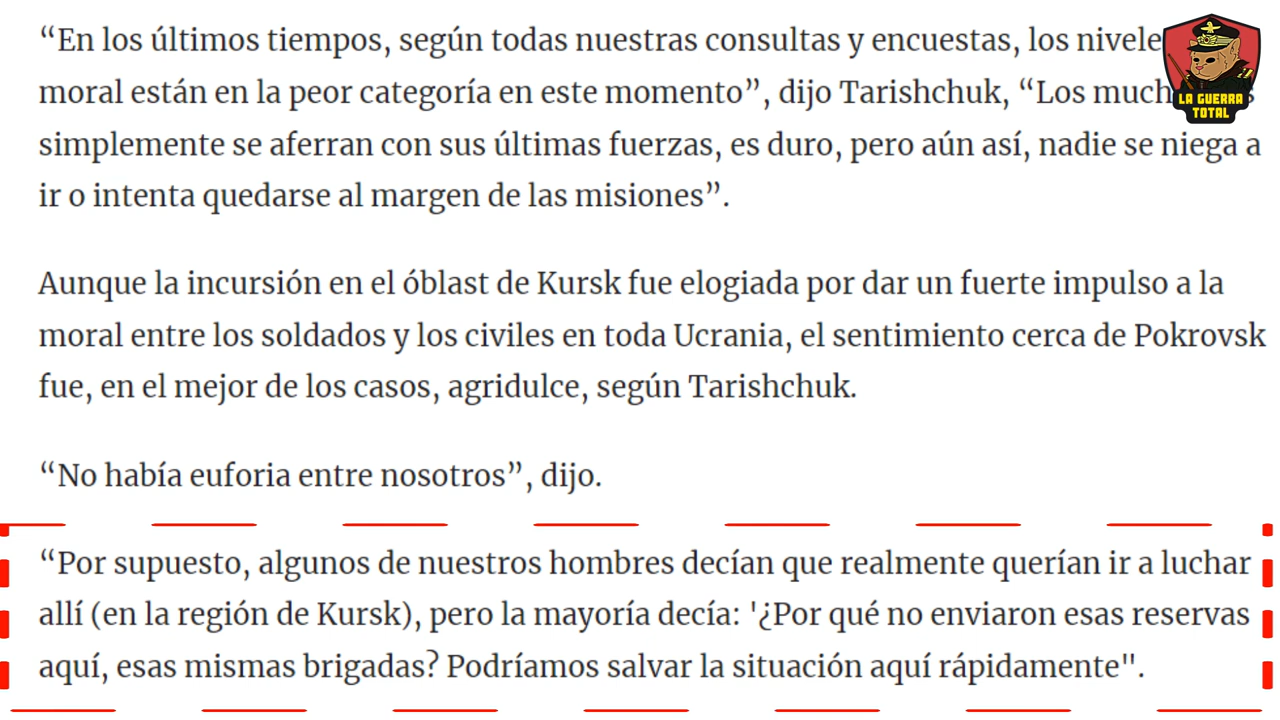 “En los últimos tiempos, según todas nuestras consultas y encuestas, los nivele
moral están en la peor categoría en este momento”, dijo Tarishchuk, “Los much
simplemente se aferran con sus últimas fuerzas, es duro, pero aún así, nadie se niega a
ir o intenta quedarse al margen de las misiones”.
Aunque la incursión en el óblast de Kursk fue elogiada por dar un fuerte impulso a la
moral entre los soldados y los civiles en toda Ucrania, el sentimiento cerca de Pokrovsk
fue, en el mejor de los casos, agridulce, según Tarishchuk.
“No había euforia entre nosotros”, dijo.
“Por supuesto, algunos de nuestros hombres decían que realmente querían ir a luchar
allí (en la región de Kursk), pero la mayoría decía: '¿Por qué no enviaron esas reservas
aquí, esas mismas brigadas? Podríamos salvar la situación aquí rápidamente".
LA GUERRA
TOTAL